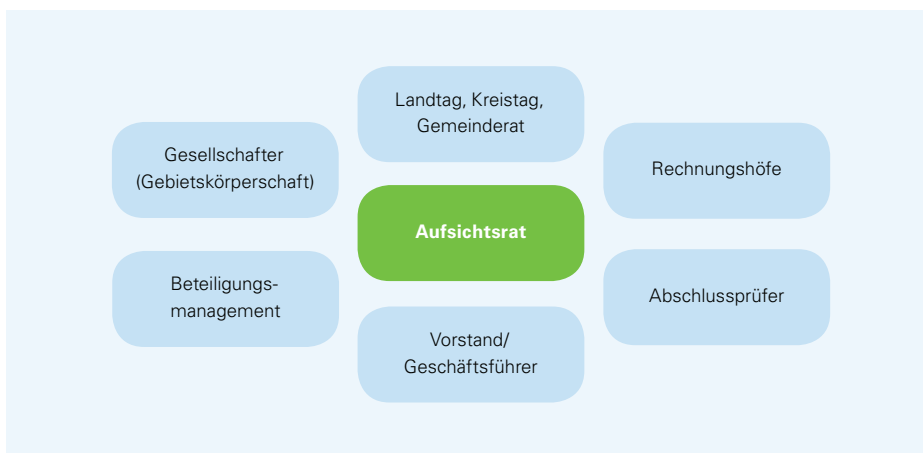 Landtag, Kreistag,
Gemeinderat
Gesellschafter
(Gebietskörperschaft)
Rechnungshöfe
Aufsichtsrat
Beteiligungs-
management
Abschlussprüfer
Vorstand/
Geschäftsführer